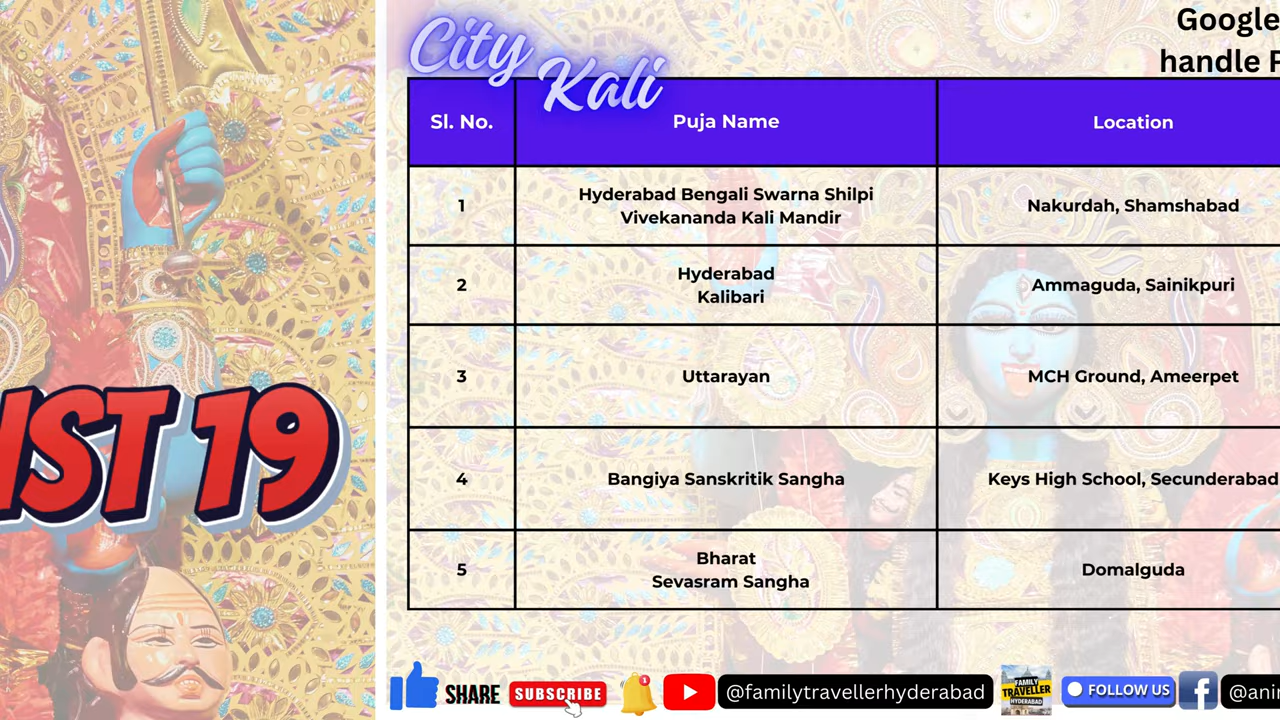 City
Kali
Google
handle
Sl. No. Puja Name Location
1 Hyderabad Bengali Swarna Shilpi
Vivekananda Kali Mandir Nakurdah, Shamshabad
2 Hyderabad
Kalibari Ammaguda, Sainikpuri
3 Uttarayan MCH Ground, Ameerpet
4 Bangiya Sanskritik Sangha Keys High School, Secunderabad
5 Bharat
Sevasram Sangha Domalguda
19
SHARE
SUBSCRIBE
1
@familytravellerhyderabad
FAMILY
TRAVELLER
HYDERABAD
FOLLOW US